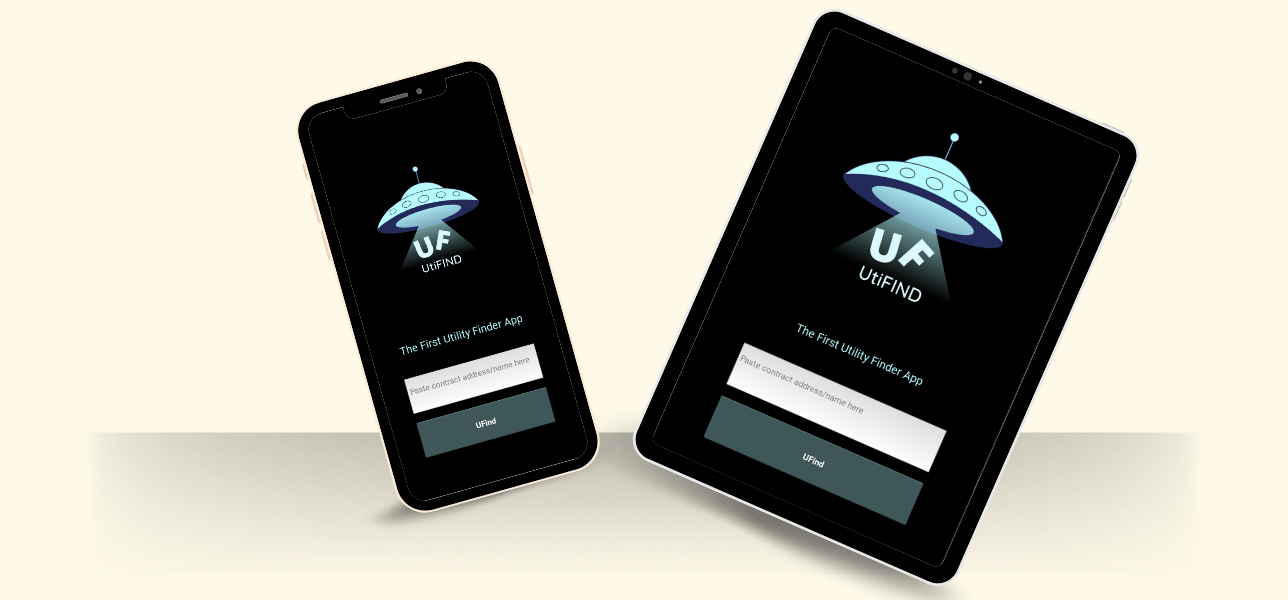 UF
UtiFIND
The First Utility Finder App
Paste contract address/name here
UFind
UF
UtiFIND
The First Utility Finder App
Paste contract address/name here
UFind